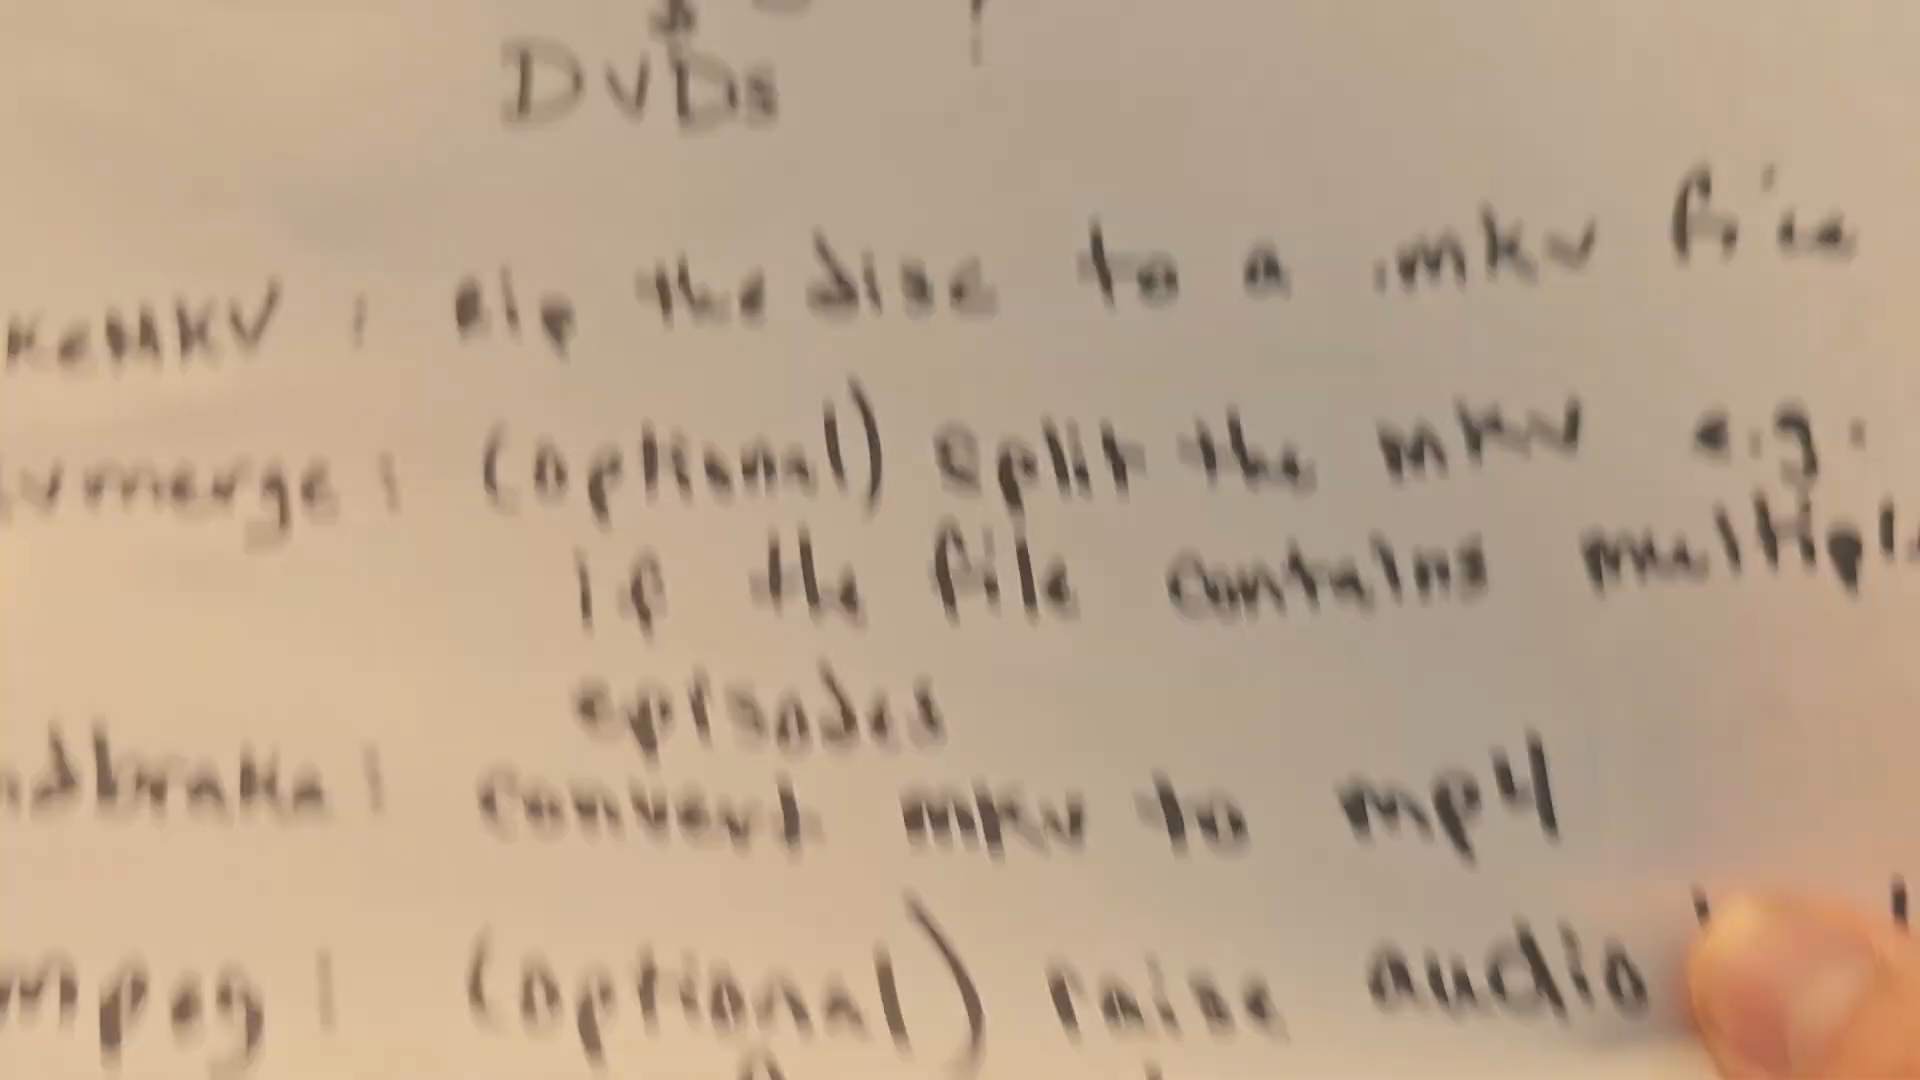 DVDs
keMKV : rip the disc to a .mkv file
vmerge : (optional) split the mkv e.g.
if the file contains multiple
episodes
ndbrake : convert mkv to mp4
mpeg : (optional) raise audio